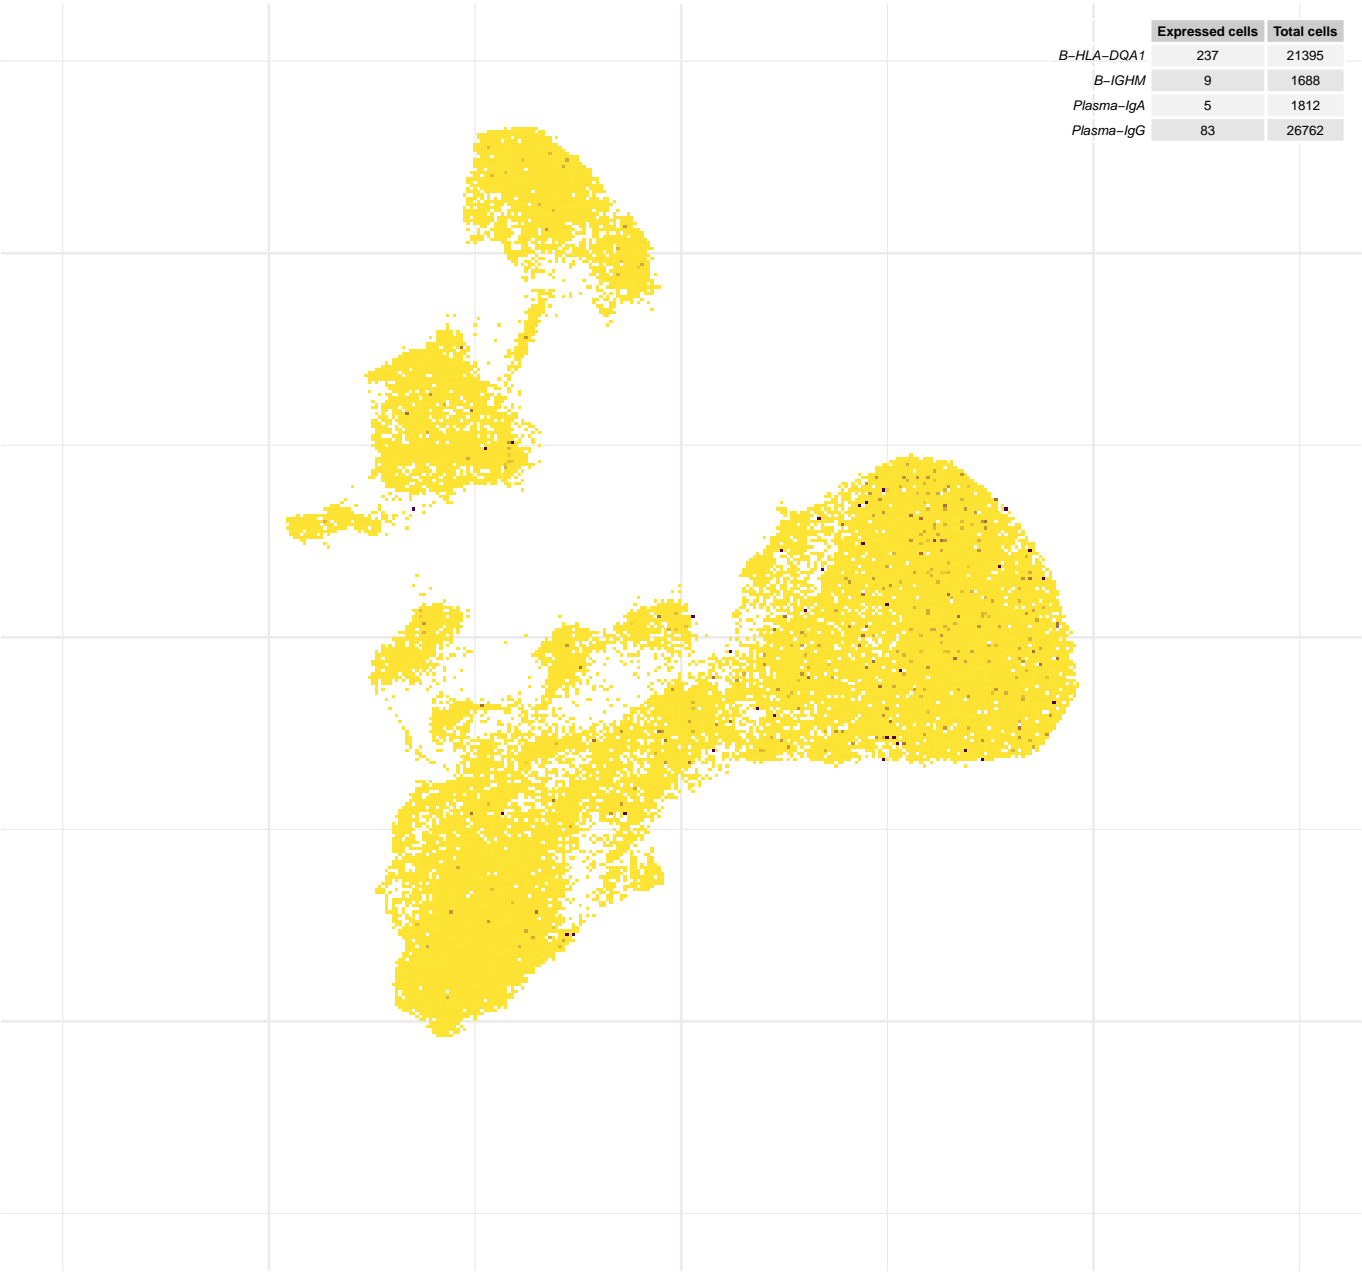 Expressed cells Total cells
B−HLA−DQA1 237 21395
B−IGHM 9 1688
Plasma−IgA 5 1812
Plasma−IgG 83 26762